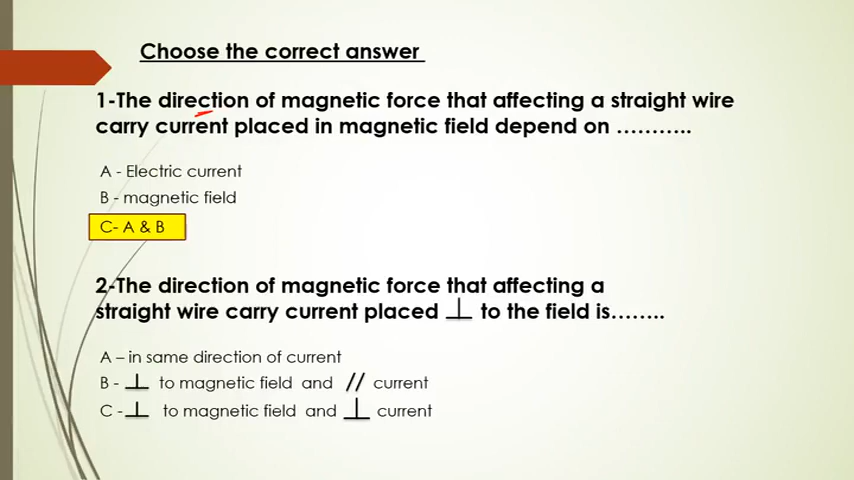 Choose the correct answer
1-The direction of magnetic force that affecting a straight wire
carry current placed in magnetic field depend on ………..
A - Electric current
B - magnetic field
C- A & B
2-The direction of magnetic force that affecting a
straight wire carry current placed ⊥ to the field is……..
A – in same direction of current
B - ⊥ to magnetic field and // current
C - ⊥ to magnetic field and ⊥ current